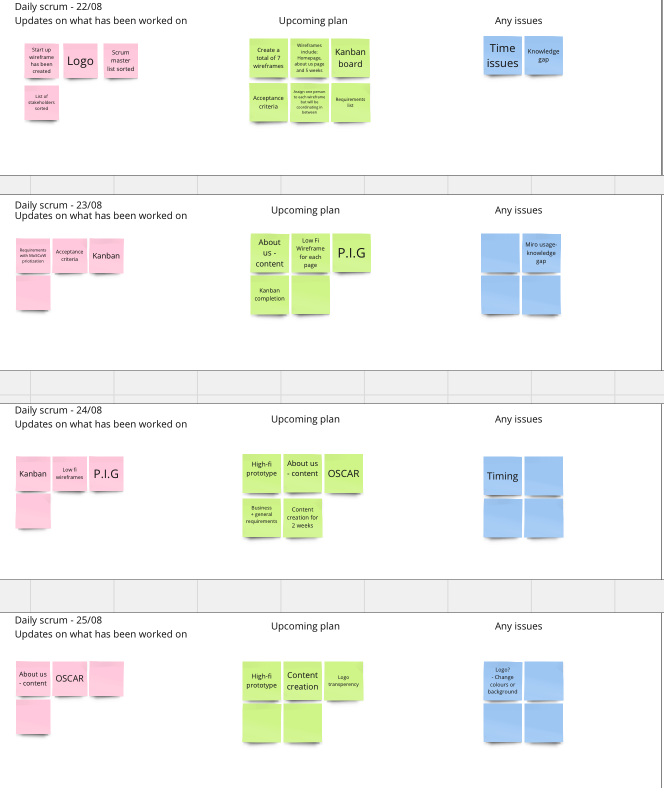 Daily scrum - 22/08
Updates on what has been worked on
Upcoming plan
Any issues
Start up
wireframe
has been
created
Logo
Scrum
master
list sorted
List of
stakeholders
sorted
Create a
total of 7
wireframes
Wireframes
include:
Homepage,
about us page
and 5 weeks
Kanban
board
Acceptance
criteria
Assign one person
to each wireframe
but will be
coordinating in
between
Requirements
list
Time
issues
Knowledge
gap
Daily scrum - 23/08
Updates on what has been worked on
Upcoming plan
Any issues
Requirements
with MoSCoW
prioritisation
Acceptance
criteria
Kanban
About
us -
content
Low Fi
Wireframe
for each
page
P.I.G
Kanban
completion
Miro usage-
knowledge
gap
Daily scrum - 24/08
Updates on what has been worked on
Upcoming plan
Any issues
Kanban
Low fi
wireframes
P.I.G
High-fi
prototype
About us
- content
OSCAR
Business
+ general
requirements
Content
creation for
2 weeks
Timing
Daily scrum - 25/08
Updates on what has been worked on
Upcoming plan
Any issues
About us
- content
OSCAR
High-fi
prototype
Content
creation
Logo
transperency
Logo?
- Change
colours or
background